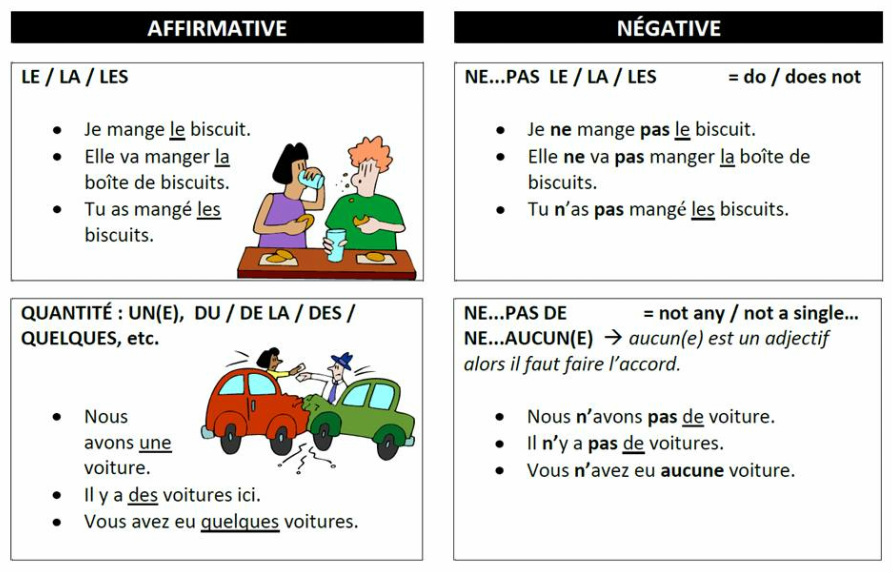 AFFIRMATIVE
LE / LA / LES
• Je mange le biscuit.
• Elle va manger la
boîte de biscuits.
• Tu as mangé les
biscuits.
NÉGATIVE
NE...PAS LE / LA / LES = do / does not
• Je ne mange pas le biscuit.
• Elle ne va pas manger la boîte de
biscuits.
• Tu n’as pas mangé les biscuits.
QUANTITÉ : UN(E), DU / DE LA / DES /
QUELQUES, etc.
• Nous
avons une
voiture.
• Il y a des voitures ici.
• Vous avez eu quelques voitures.
NE...PAS DE = not any / not a single…
NE...AUCUN(E) → aucun(e) est un adjectif
alors il faut faire l’accord.
• Nous n’avons pas de voiture.
• Il n’y a pas de voitures.
• Vous n’avez eu aucune voiture.